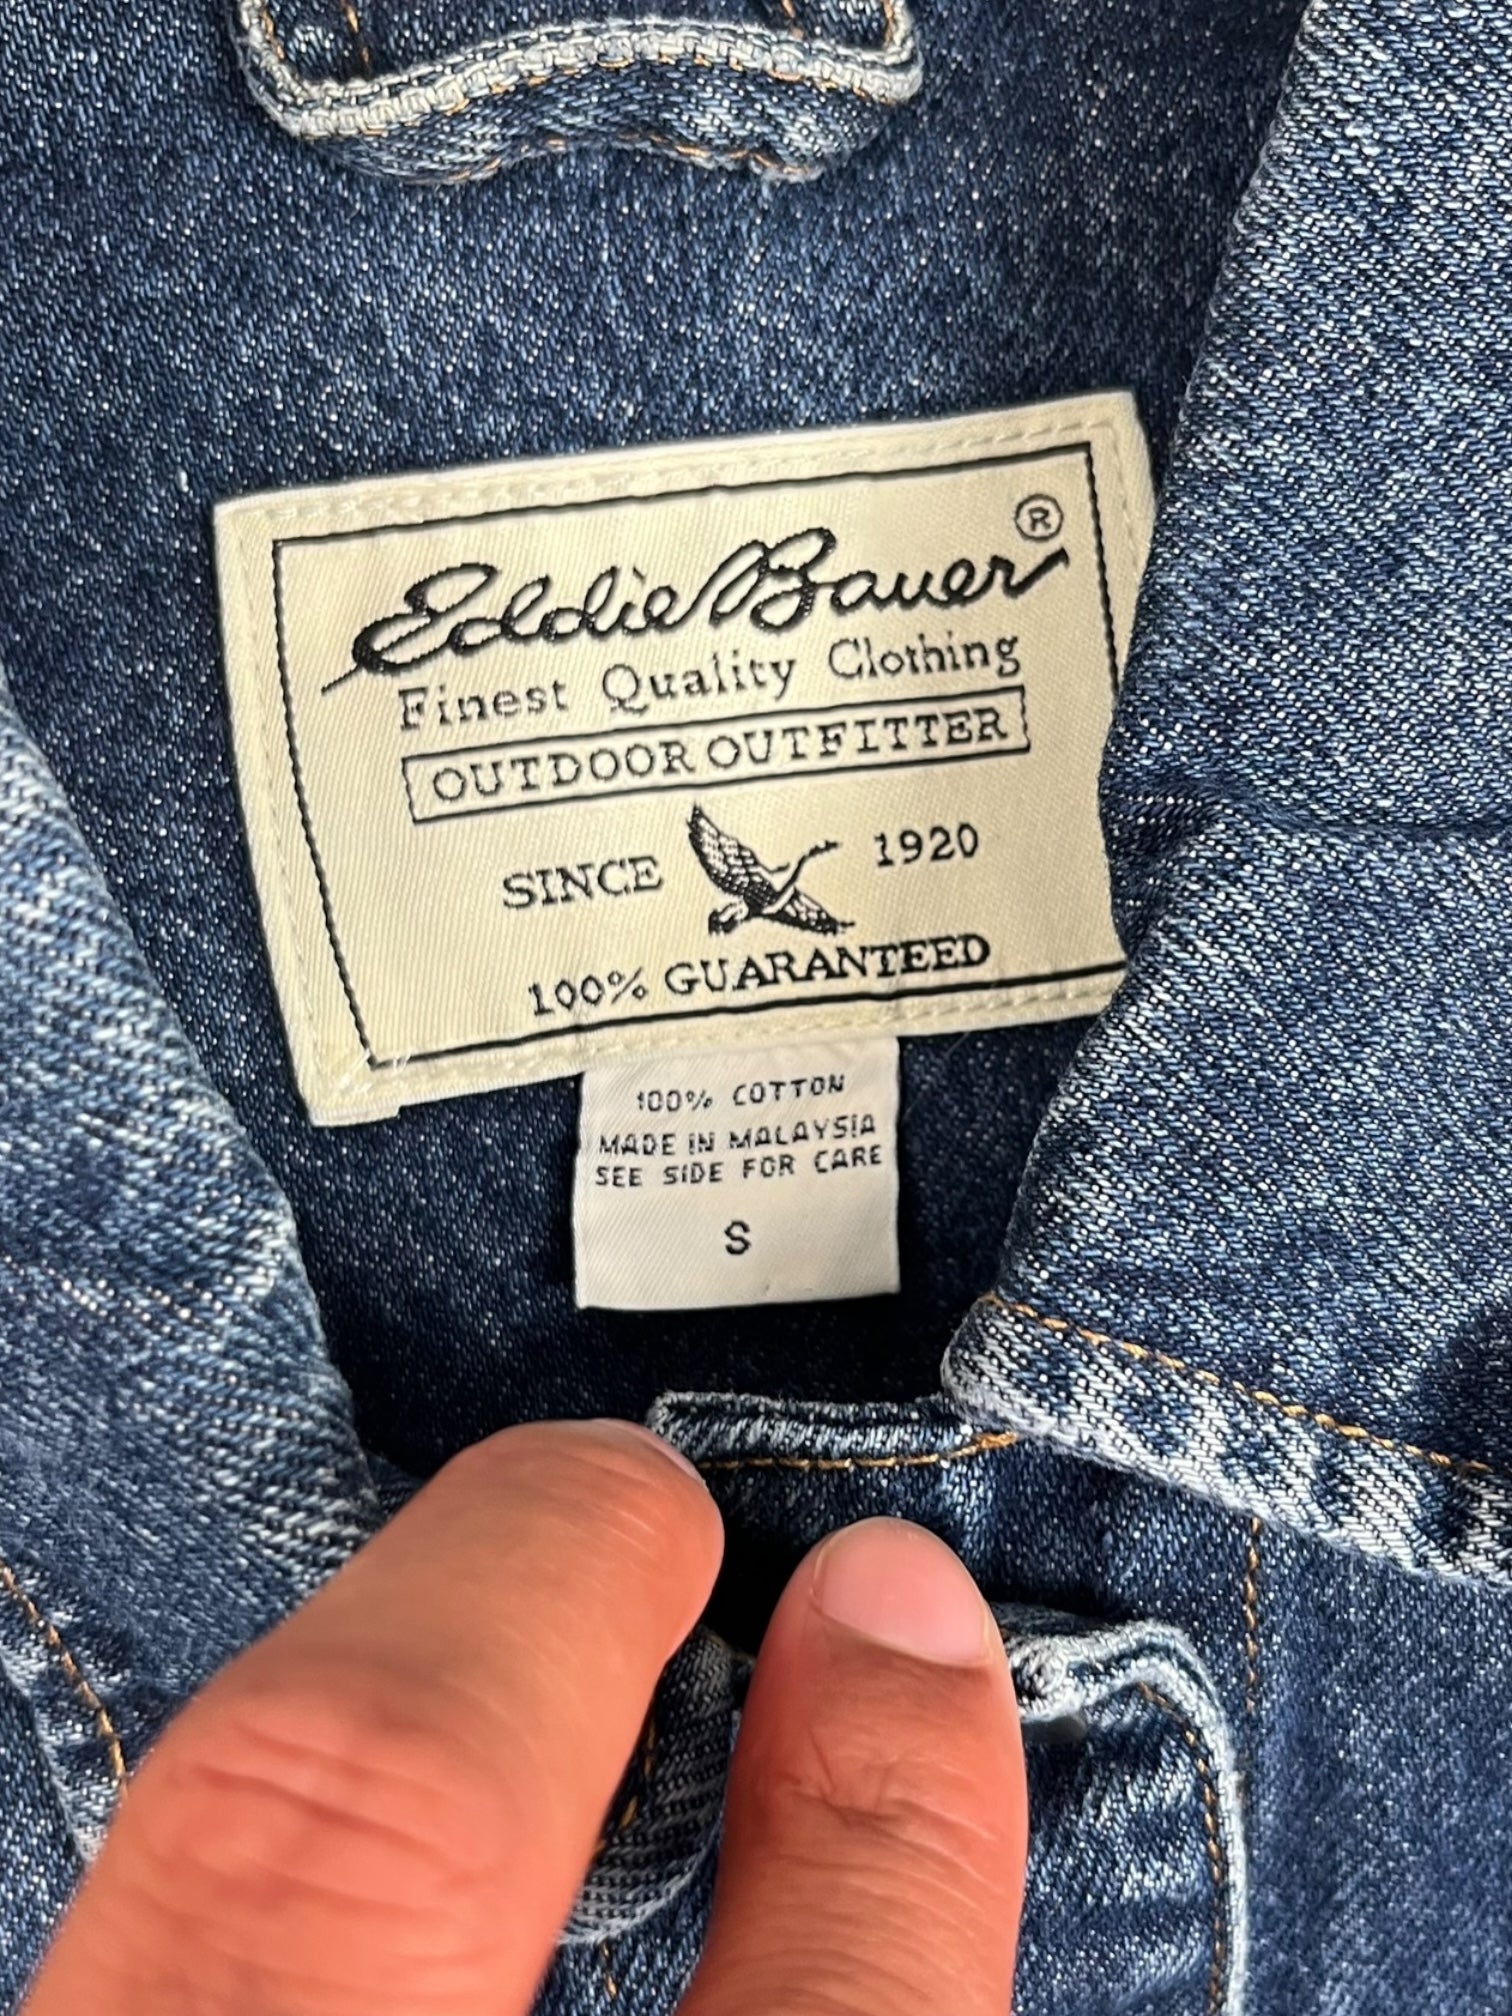 Eddie Bauer ®
Finest Quality Clothing
OUTDOOR OUTFITTER
SINCE 1920
100% GUARANTEED
100% COTTON
MADE IN MALAYSIA
SEE SIDE FOR CARE
S